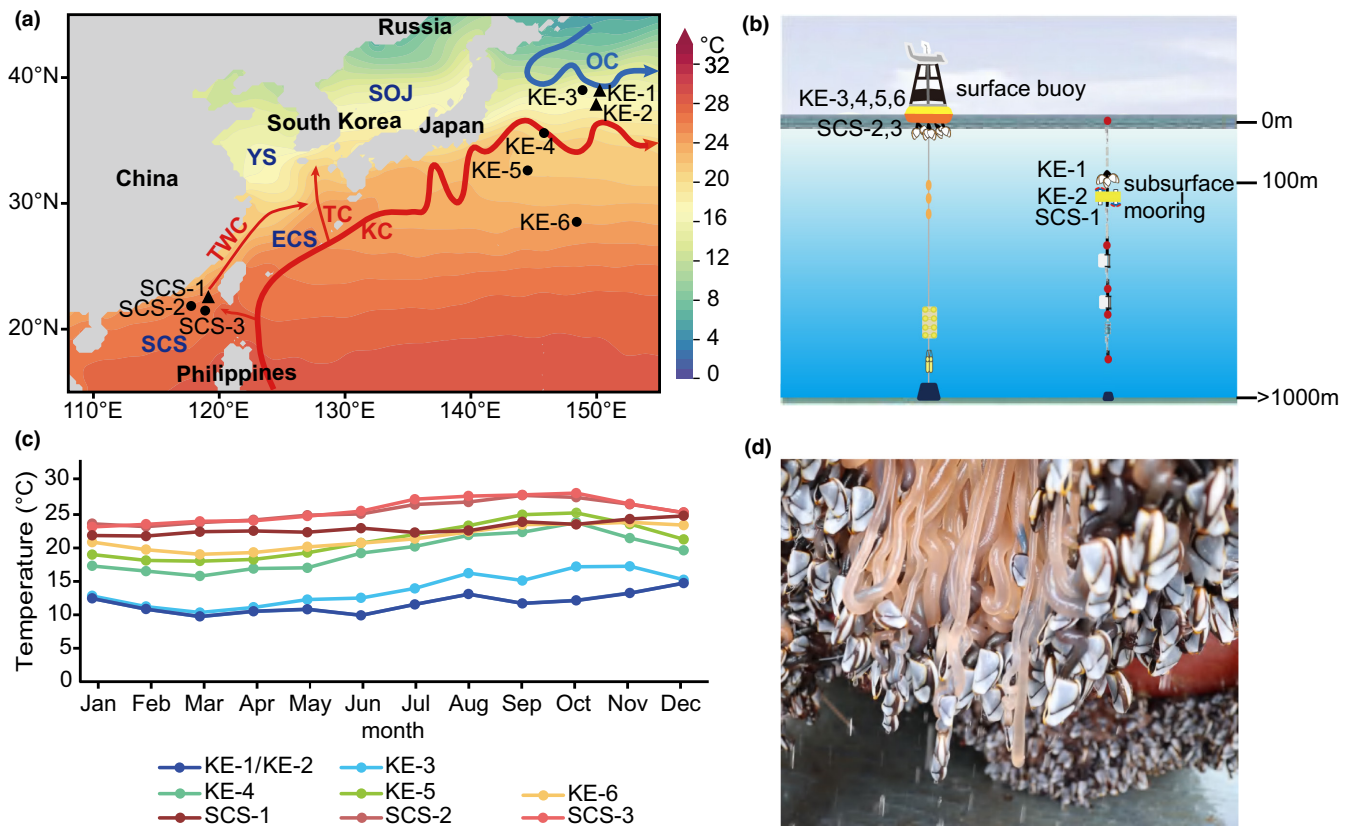 (a)
Russia
°C
40°N
OC
32
SOJ
KE-3
KE-1
28
KE-2
South Korea
Japan
24
YS
KE-4
China
KE-5
20
30°N
TC
KE-6
16
TWC
ECS
KC
12
SCS-1
8
SCS-2
20°N
SCS-3
4
SCS
Philippines
0
110°E 120°E 130°E 140°E 150°E
(b)
surface buoy
KE-3,4,5,6
SCS-2,3
0m
KE-1
100m
KE-2
subsurface
SCS-1
mooring
>1000m
(c)
Temperature (°C)
30
25
20
15
10
5
0
Jan Feb Mar Apr May Jun Jul Aug Sep Oct Nov Dec
month
KE-1/KE-2 KE-3
KE-4 KE-5 KE-6
SCS-1 SCS-2 SCS-3
(d)